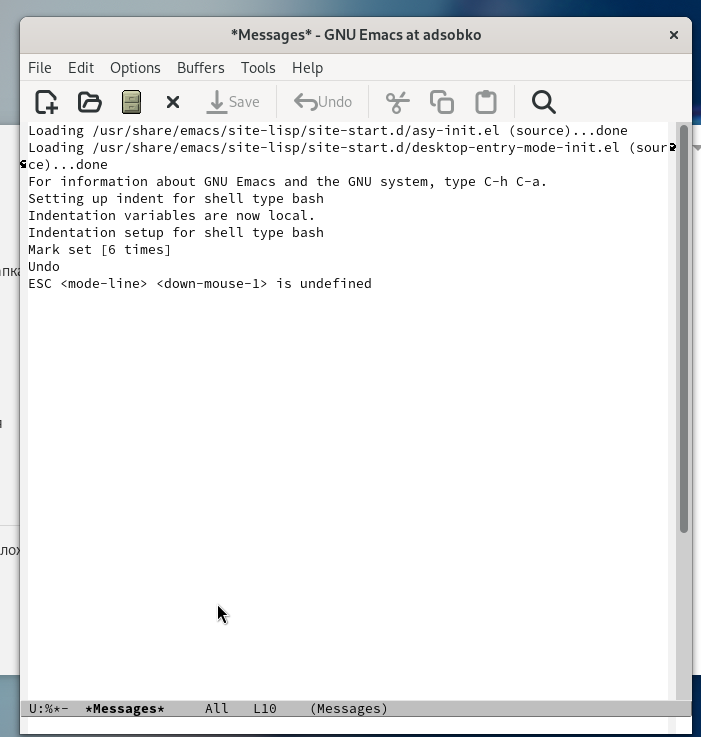 *Messages* - GNU Emacs at adsobko
File Edit Options Buffers Tools Help
Save Undo
Loading /usr/share/emacs/site-lisp/site-start.d/asy-init.el (source)...done
Loading /usr/share/emacs/site-lisp/site-start.d/desktop-entry-mode-init.el (sour
ce)...done
For information about GNU Emacs and the GNU system, type C-h C-a.
Setting up indent for shell type bash
Indentation variables are now local.
Indentation setup for shell type bash
Mark set [6 times]
Undo
ESC <mode-line> <down-mouse-1> is undefined
U:%*- *Messages* All L10 (Messages)